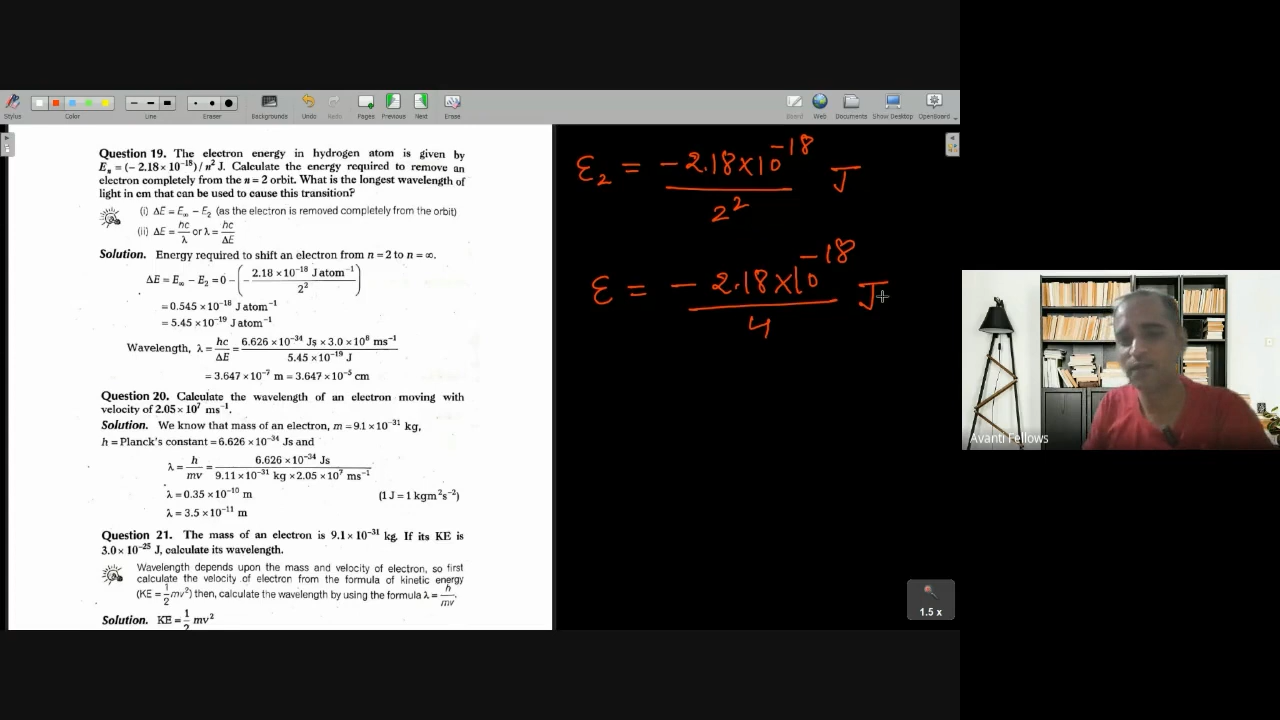 Stylus
Color
Line
Eraser
Backgrounds
Undo
Redo
Pages
Previous
Next
Erase
Board
Web
Documents
Show Desktop
OpenBoard
Question 19. The electron energy in hydrogen atom is given by
Eₙ = (− 2.18 × 10⁻¹⁸) / n² J. Calculate the energy required to remove an
electron completely from the n = 2 orbit. What is the longest wavelength of
light in cm that can be used to cause this transition?
(i) ΔE = E∞ − E₂ (as the electron is removed completely from the orbit)
(ii) ΔE = hc/λ or λ = hc/ΔE
Solution. Energy required to shift an electron from n = 2 to n = ∞.
ΔE = E∞ − E₂ = 0 − (− 2.18 × 10⁻¹⁸ J atom⁻¹ / 2²)
= 0.545 × 10⁻¹⁸ J atom⁻¹
= 5.45 × 10⁻¹⁹ J atom⁻¹
Wavelength, λ = hc/ΔE = 6.626 × 10⁻³⁴ Js × 3.0 × 10⁸ ms⁻¹ / 5.45 × 10⁻¹⁹ J
= 3.647 × 10⁻⁷ m = 3.647 × 10⁻⁵ cm
Question 20. Calculate the wavelength of an electron moving with
velocity of 2.05 × 10⁷ ms⁻¹.
Solution. We know that mass of an electron, m = 9.1 × 10⁻³¹ kg,
h = Planck's constant = 6.626 × 10⁻³⁴ Js and
λ = h/mv = 6.626 × 10⁻³⁴ Js / 9.11 × 10⁻³¹ kg × 2.05 × 10⁷ ms⁻¹
λ = 0.35 × 10⁻¹⁰ m (1 J = 1 kgm²s⁻²)
λ = 3.5 × 10⁻¹¹ m
Question 21. The mass of an electron is 9.1 × 10⁻³¹ kg. If its KE is
3.0 × 10⁻²⁵ J, calculate its wavelength.
Wavelength depends upon the mass and velocity of electron, so first
calculate the velocity of electron from the formula of kinetic energy
(KE = 1/2 mv²) then, calculate the wavelength by using the formula λ = h/mv.
Solution. KE = 1/2 mv²
E₂ = −2.18×10⁻¹⁸ / 2² J
E = − 2.18×10⁻¹⁸ / 4 J
1.5 x
Avanti Fellows